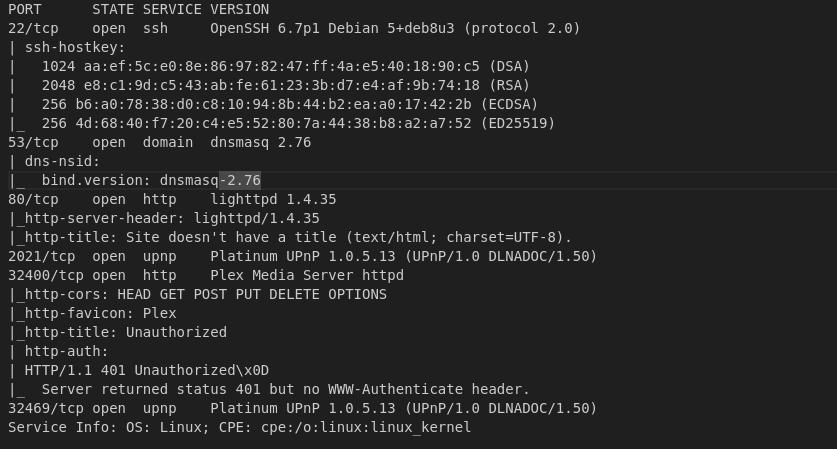 PORT      STATE SERVICE VERSION
22/tcp    open  ssh     OpenSSH 6.7p1 Debian 5+deb8u3 (protocol 2.0)
| ssh-hostkey:
|   1024 aa:ef:5c:e0:8e:86:97:82:47:ff:4a:e5:40:18:90:c5 (DSA)
|   2048 e8:c1:9d:c5:43:ab:fe:61:23:3b:d7:e4:af:9b:74:18 (RSA)
|   256 b6:a0:78:38:d0:c8:10:94:8b:44:b2:ea:a0:17:42:2b (ECDSA)
|_  256 4d:68:40:f7:20:c4:e5:52:80:7a:44:38:b8:a2:a7:52 (ED25519)
53/tcp    open  domain  dnsmasq 2.76
| dns-nsid:
|_  bind.version: dnsmasq-2.76
80/tcp    open  http    lighttpd 1.4.35
|_http-server-header: lighttpd/1.4.35
|_http-title: Site doesn't have a title (text/html; charset=UTF-8).
2021/tcp  open  upnp    Platinum UPnP 1.0.5.13 (UPnP/1.0 DLNADOC/1.50)
32400/tcp open  http    Plex Media Server httpd
|_http-cors: HEAD GET POST PUT DELETE OPTIONS
|_http-favicon: Plex
|_http-title: Unauthorized
| http-auth:
| HTTP/1.1 401 Unauthorized\x0D
|_  Server returned status 401 but no WWW-Authenticate header.
32469/tcp open  upnp    Platinum UPnP 1.0.5.13 (UPnP/1.0 DLNADOC/1.50)
Service Info: OS: Linux; CPE: cpe:/o:linux:linux_kernel